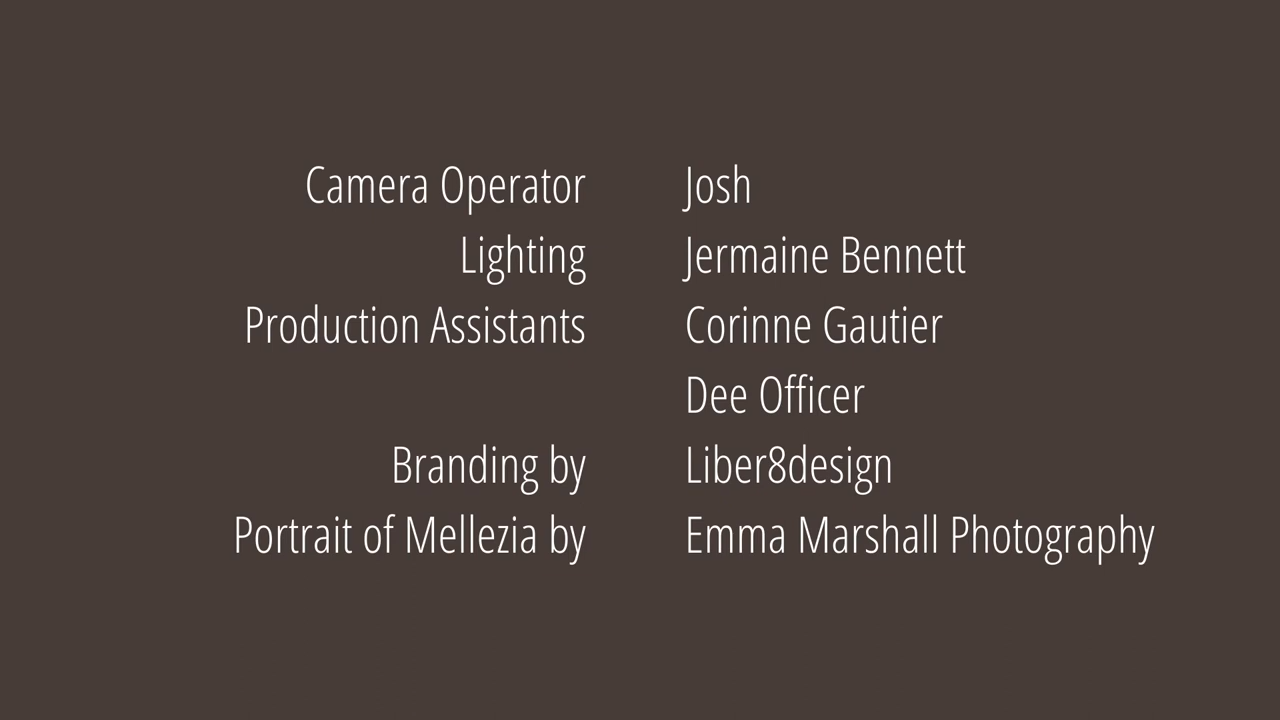 Camera Operator Josh
Lighting Jermaine Bennett
Production Assistants Corinne Gautier
Dee Officer
Branding by Liber8design
Portrait of Mellezia by Emma Marshall Photography